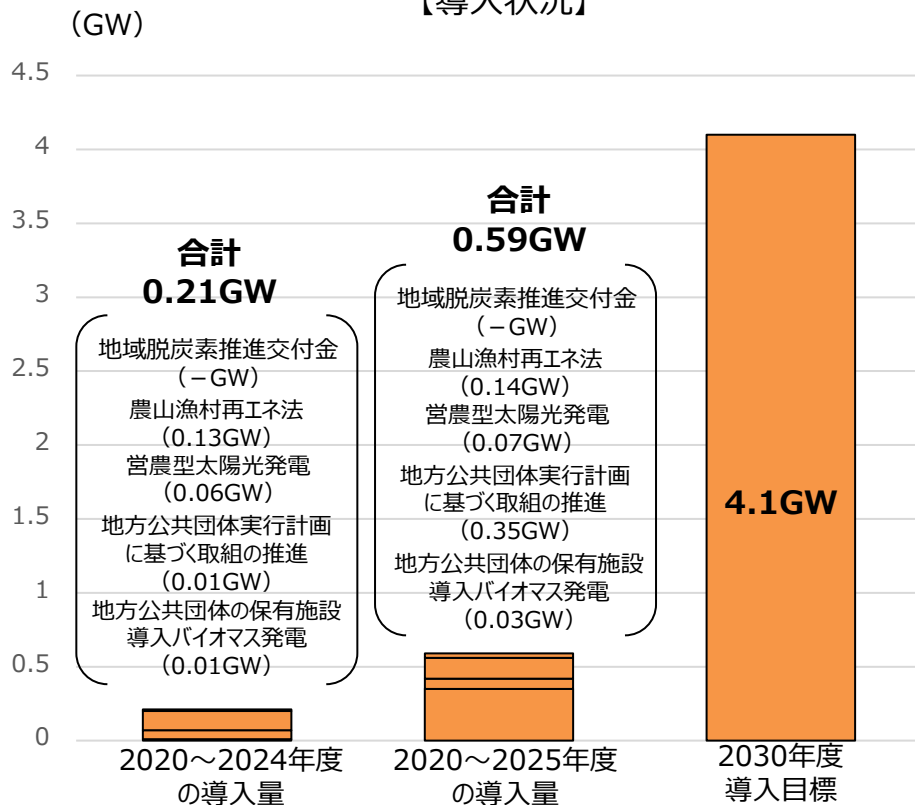 【導入状況】
（GW）
4.5
4
3.5
3
2.5
2
1.5
1
0.5
0
合計
0.21GW
地域脱炭素推進交付金
（－GW）
農山漁村再エネ法
（0.13GW）
営農型太陽光発電
（0.06GW）
地方公共団体実行計画
に基づく取組の推進
（0.01GW）
地方公共団体の保有施設
導入バイオマス発電
（0.01GW）
合計
0.59GW
地域脱炭素推進交付金
（－GW）
農山漁村再エネ法
（0.14GW）
営農型太陽光発電
（0.07GW）
地方公共団体実行計画
に基づく取組の推進
（0.35GW）
地方公共団体の保有施設
導入バイオマス発電
（0.03GW）
4.1GW
2020～2024年度
の導入量
2020～2025年度
の導入量
2030年度
導入目標